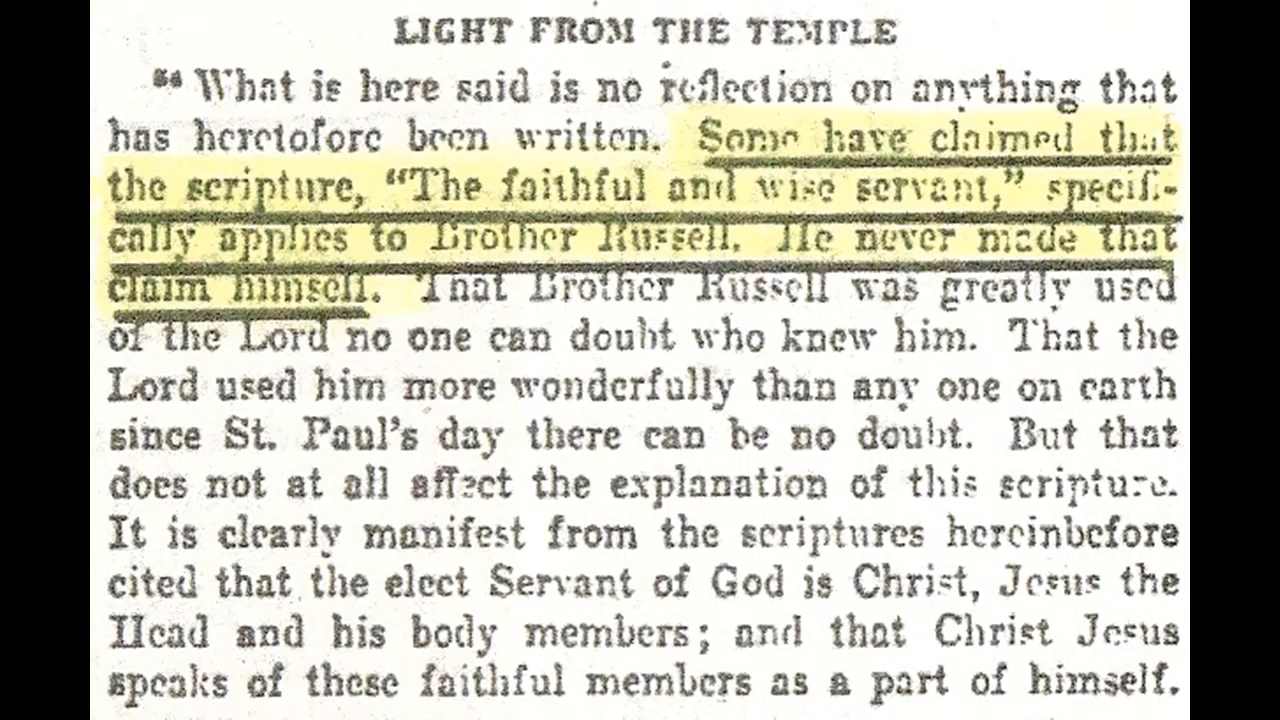 LIGHT FROM THE TEMPLE
"" What is here said is no reflection on anything that
has heretofore been written. Some have claimed that
the scripture, "The faithful and wise servant," specifi-
cally applies to Brother Russell. He never made that
claim himself. That Brother Russell was greatly used
of the Lord no one can doubt who knew him. That the
Lord used him more wonderfully than any one on earth
since St. Paul's day there can be no doubt. But that
does not at all affect the explanation of this scripture.
It is clearly manifest from the scriptures hereinbefore
cited that the elect Servant of God is Christ, Jesus the
Head and his body members; and that Christ Jesus
speaks of these faithful members as a part of himself.